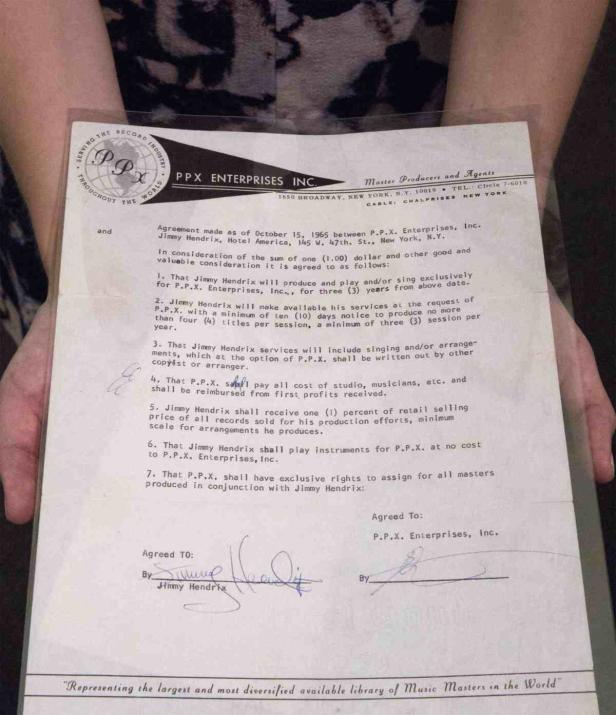 SERVING THE RECORD INDUSTRY
PPX
THROUGHOUT THE WORLD
PPX ENTERPRISES INC.
Master Producers and Agents
1650 BROADWAY, NEW YORK, N.Y. 10019 • TEL.: CIrcle 7-6010
CABLE: CHALPRISES NEW YORK
Agreement made as of October 15, 1965 between P.P.X. Enterprises, Inc.
and Jimmy Hendrix, Hotel America, 145 W. 47th. St., New York, N.Y.
In consideration of the sum of one (1.00) dollar and other good and
valuable consideration it is agreed to as follows:
1. That Jimmy Hendrix will produce and play and/or sing exclusively
for P.P.X. Enterprises, Inc., for three (3) years from above date.
2. Jimmy Hendrix will make available his services at the request of
P.P.X. with a minimum of ten (10) days notice to produce no more
than four (4) titles per session, a minimum of three (3) session per
year.
3. That Jimmy Hendrix services will include singing and/or arrange-
ments, which at the option of P.P.X. shall be written out by other
copyist or arranger.
4. That P.P.X. shall pay all cost of studio, musicians, etc. and
shall be reimbursed from first profits received.
5. Jimmy Hendrix shall receive one (1) percent of retail selling
price of all records sold for his production efforts, minimum
scale for arrangements he produces.
6. That Jimmy Hendrix shall play instruments for P.P.X. at no cost
to P.P.X. Enterprises,Inc.
7. That P.P.X. shall have exclusive rights to assign for all masters
produced in conjunction with Jimmy Hendrix:
Agreed To:
P.P.X. Enterprises, Inc.
Agreed TO:
By Jimmy Hendrix
By
Jimmy Hendrix
"Representing the largest and most diversified available library of Music Masters in the World"